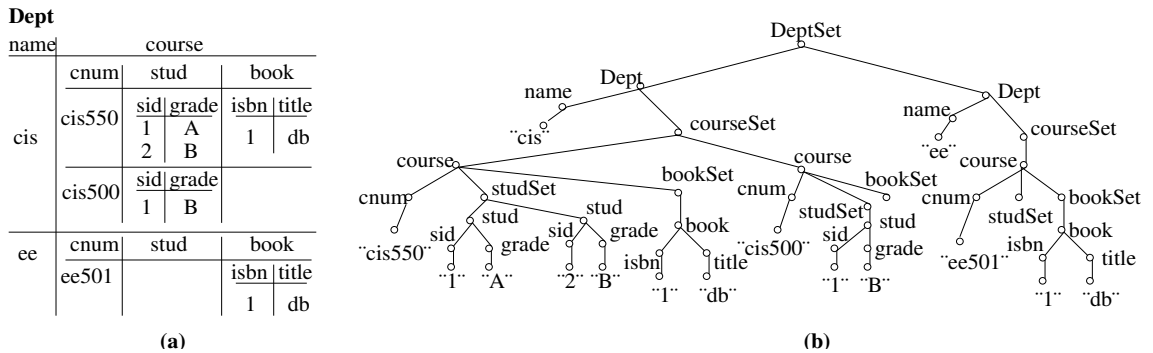 Dept
name course
cnum stud book
cis cis550 sid grade isbn title
1 A 1 db
2 B
cis500 sid grade
1 B
ee cnum stud book
ee501 isbn title
1 db
(a)
DeptSet
Dept Dept
name name
¨cis¨ courseSet ¨ee¨ courseSet
course course course
cnum studSet bookSet cnum studSet bookSet cnum studSet bookSet
¨cis550¨ stud stud book ¨cis500¨ stud ¨ee501¨ book
sid grade sid grade isbn title sid grade isbn title
¨1¨ ¨A¨ ¨2¨ ¨B¨ ¨1¨ ¨db¨ ¨1¨ ¨B¨ ¨1¨ ¨db¨
(b)